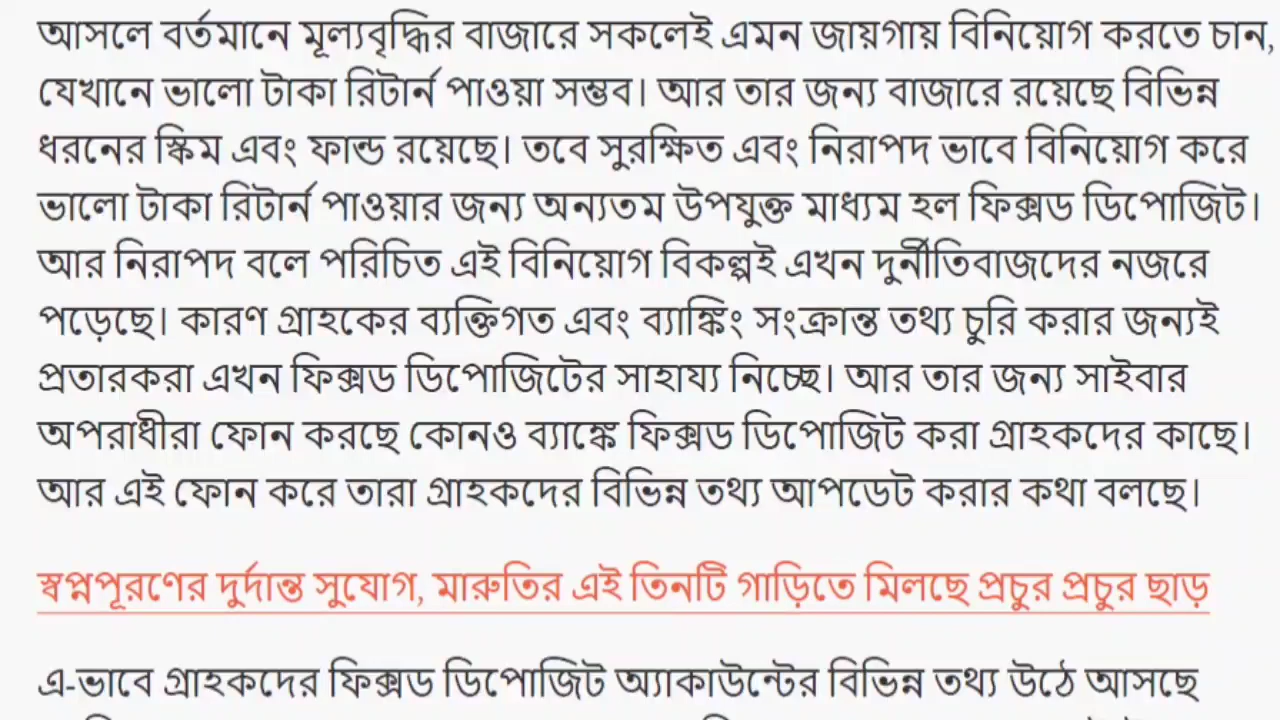 আসলে বর্তমানে মূল্যবৃদ্ধির বাজারে সকলেই এমন জায়গায় বিনিয়োগ করতে চান,
যেখানে ভালো টাকা রিটার্ন পাওয়া সম্ভব। আর তার জন্য বাজারে রয়েছে বিভিন্ন
ধরনের স্কিম এবং ফান্ড রয়েছে। তবে সুরক্ষিত এবং নিরাপদ ভাবে বিনিয়োগ করে
ভালো টাকা রিটার্ন পাওয়ার জন্য অন্যতম উপযুক্ত মাধ্যম হল ফিক্সড ডিপোজিট।
আর নিরাপদ বলে পরিচিত এই বিনিয়োগ বিকল্পই এখন দুর্নীতিবাজদের নজরে
পড়েছে। কারণ গ্রাহকের ব্যক্তিগত এবং ব্যাঙ্কিং সংক্রান্ত তথ্য চুরি করার জন্যই
প্রতারকরা এখন ফিক্সড ডিপোজিটের সাহায্য নিচ্ছে। আর তার জন্য সাইবার
অপরাধীরা ফোন করছে কোনও ব্যাঙ্কে ফিক্সড ডিপোজিট করা গ্রাহকদের কাছে।
আর এই ফোন করে তারা গ্রাহকদের বিভিন্ন তথ্য আপডেট করার কথা বলছে।
স্বপ্নপূরণের দুর্দান্ত সুযোগ, মারুতির এই তিনটি গাড়িতে মিলছে প্রচুর প্রচুর ছাড়
এ-ভাবে গ্রাহকদের ফিক্সড ডিপোজিট অ্যাকাউন্টের বিভিন্ন তথ্য উঠে আসছে